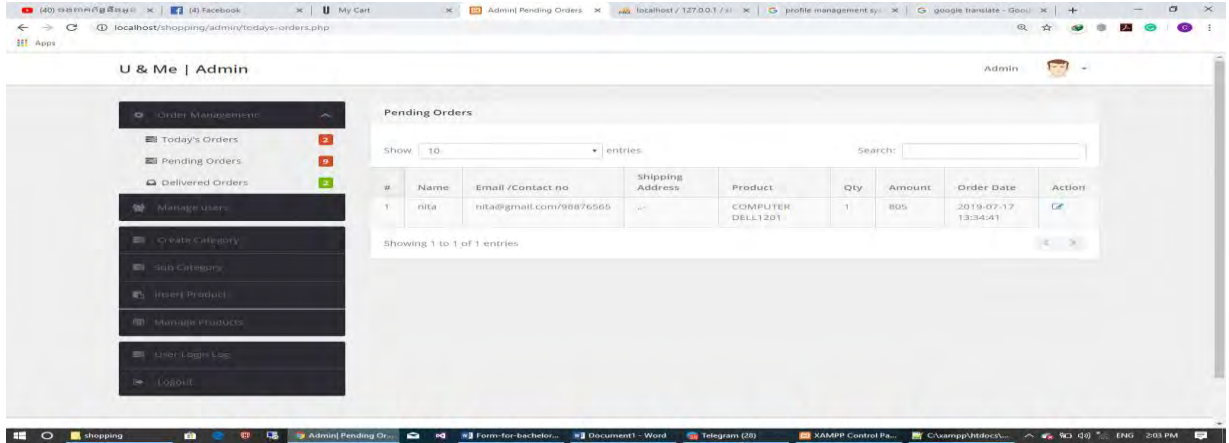 (4) Facebook
My Cart
Admin| Pending Orders
localhost / 127.0.0.1 /
profile management sy
google translate - Goo
localhost/shopping/admin/todays-orders.php
Apps
U & Me | Admin
Admin
Order Management
Today's Orders 2
Pending Orders 9
Delivered Orders 2
Manage users
Create Category
Sub Category
Insert Product
Manage Products
User Login Log
Logout
Pending Orders
Show 10 entries
Search:
# Name Email /Contact no Shipping Address Product Qty Amount Order Date Action
1 nita nita@gmail.com/98876565 ,.- COMPUTER DELL1201 1 805 2019-07-17 13:34:41
Showing 1 to 1 of 1 entries
shopping
Admin| Pending Or...
Form-for-bachelor...
Document1 - Word
Telegram (28)
XAMPP Control Pa...
C:\xampp\htdocs\...
ENG
2:03 PM